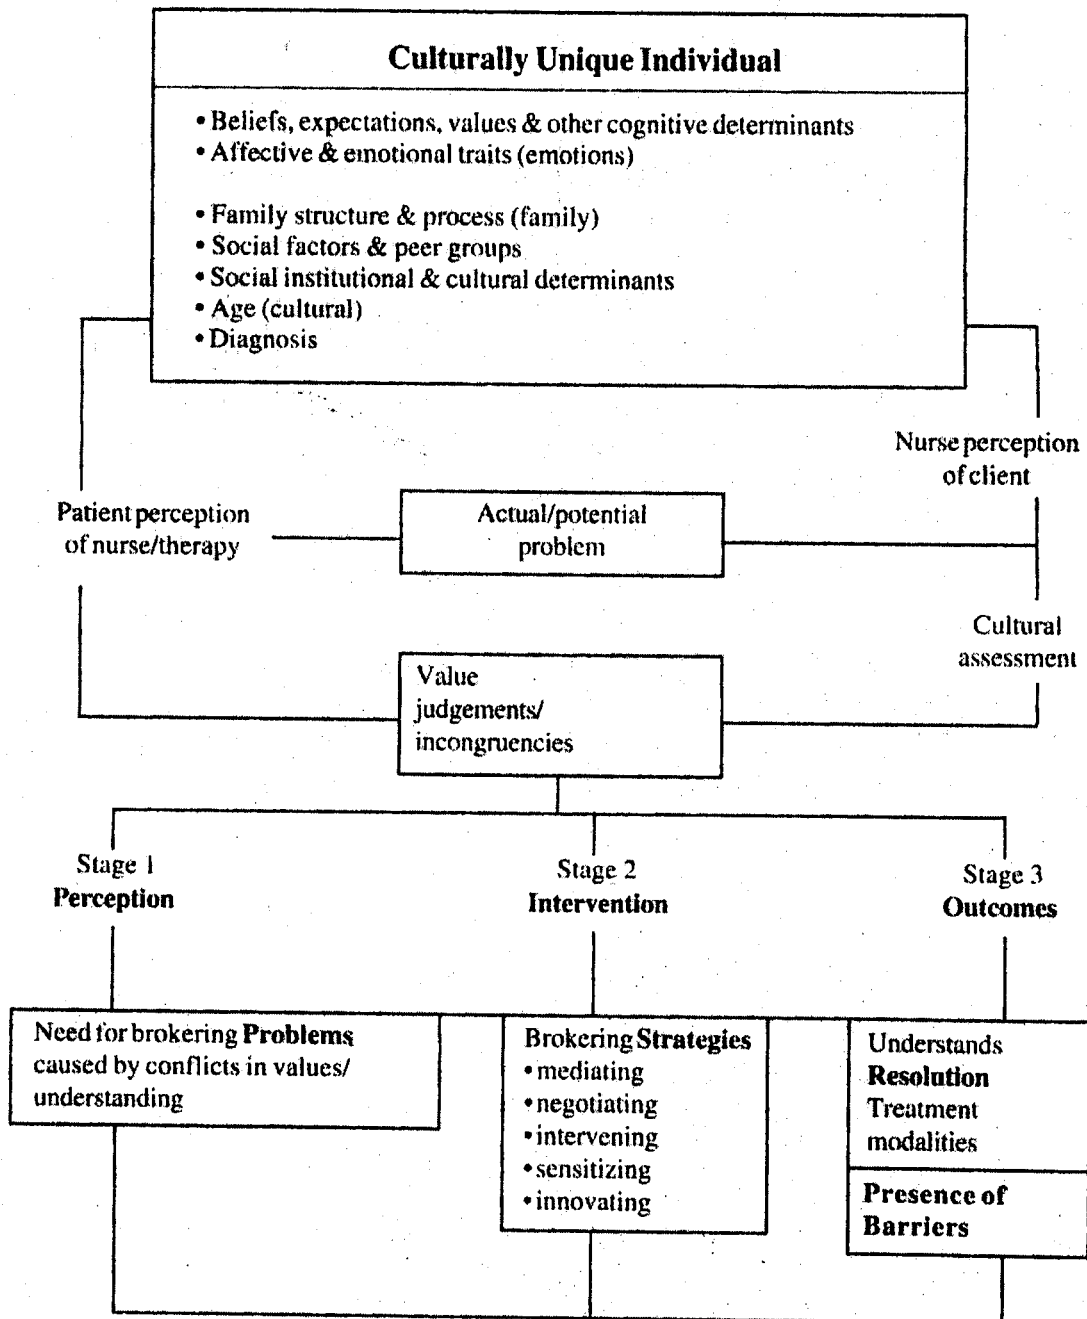 Culturally Unique Individual
• Beliefs, expectations, values & other cognitive determinants
• Affective & emotional traits (emotions)
• Family structure & process (family)
• Social factors & peer groups
• Social institutional & cultural determinants
• Age (cultural)
• Diagnosis
Nurse perception
of client
Patient perception
of nurse/therapy
Actual/potential
problem
Cultural
assessment
Value
judgements/
incongruencies
Stage 1
Perception
Stage 2
Intervention
Stage 3
Outcomes
Need for brokering Problems
caused by conflicts in values/
understanding
Brokering Strategies
• mediating
• negotiating
• intervening
• sensitizing
• innovating
Understands
Resolution
Treatment
modalities
Presence of
Barriers